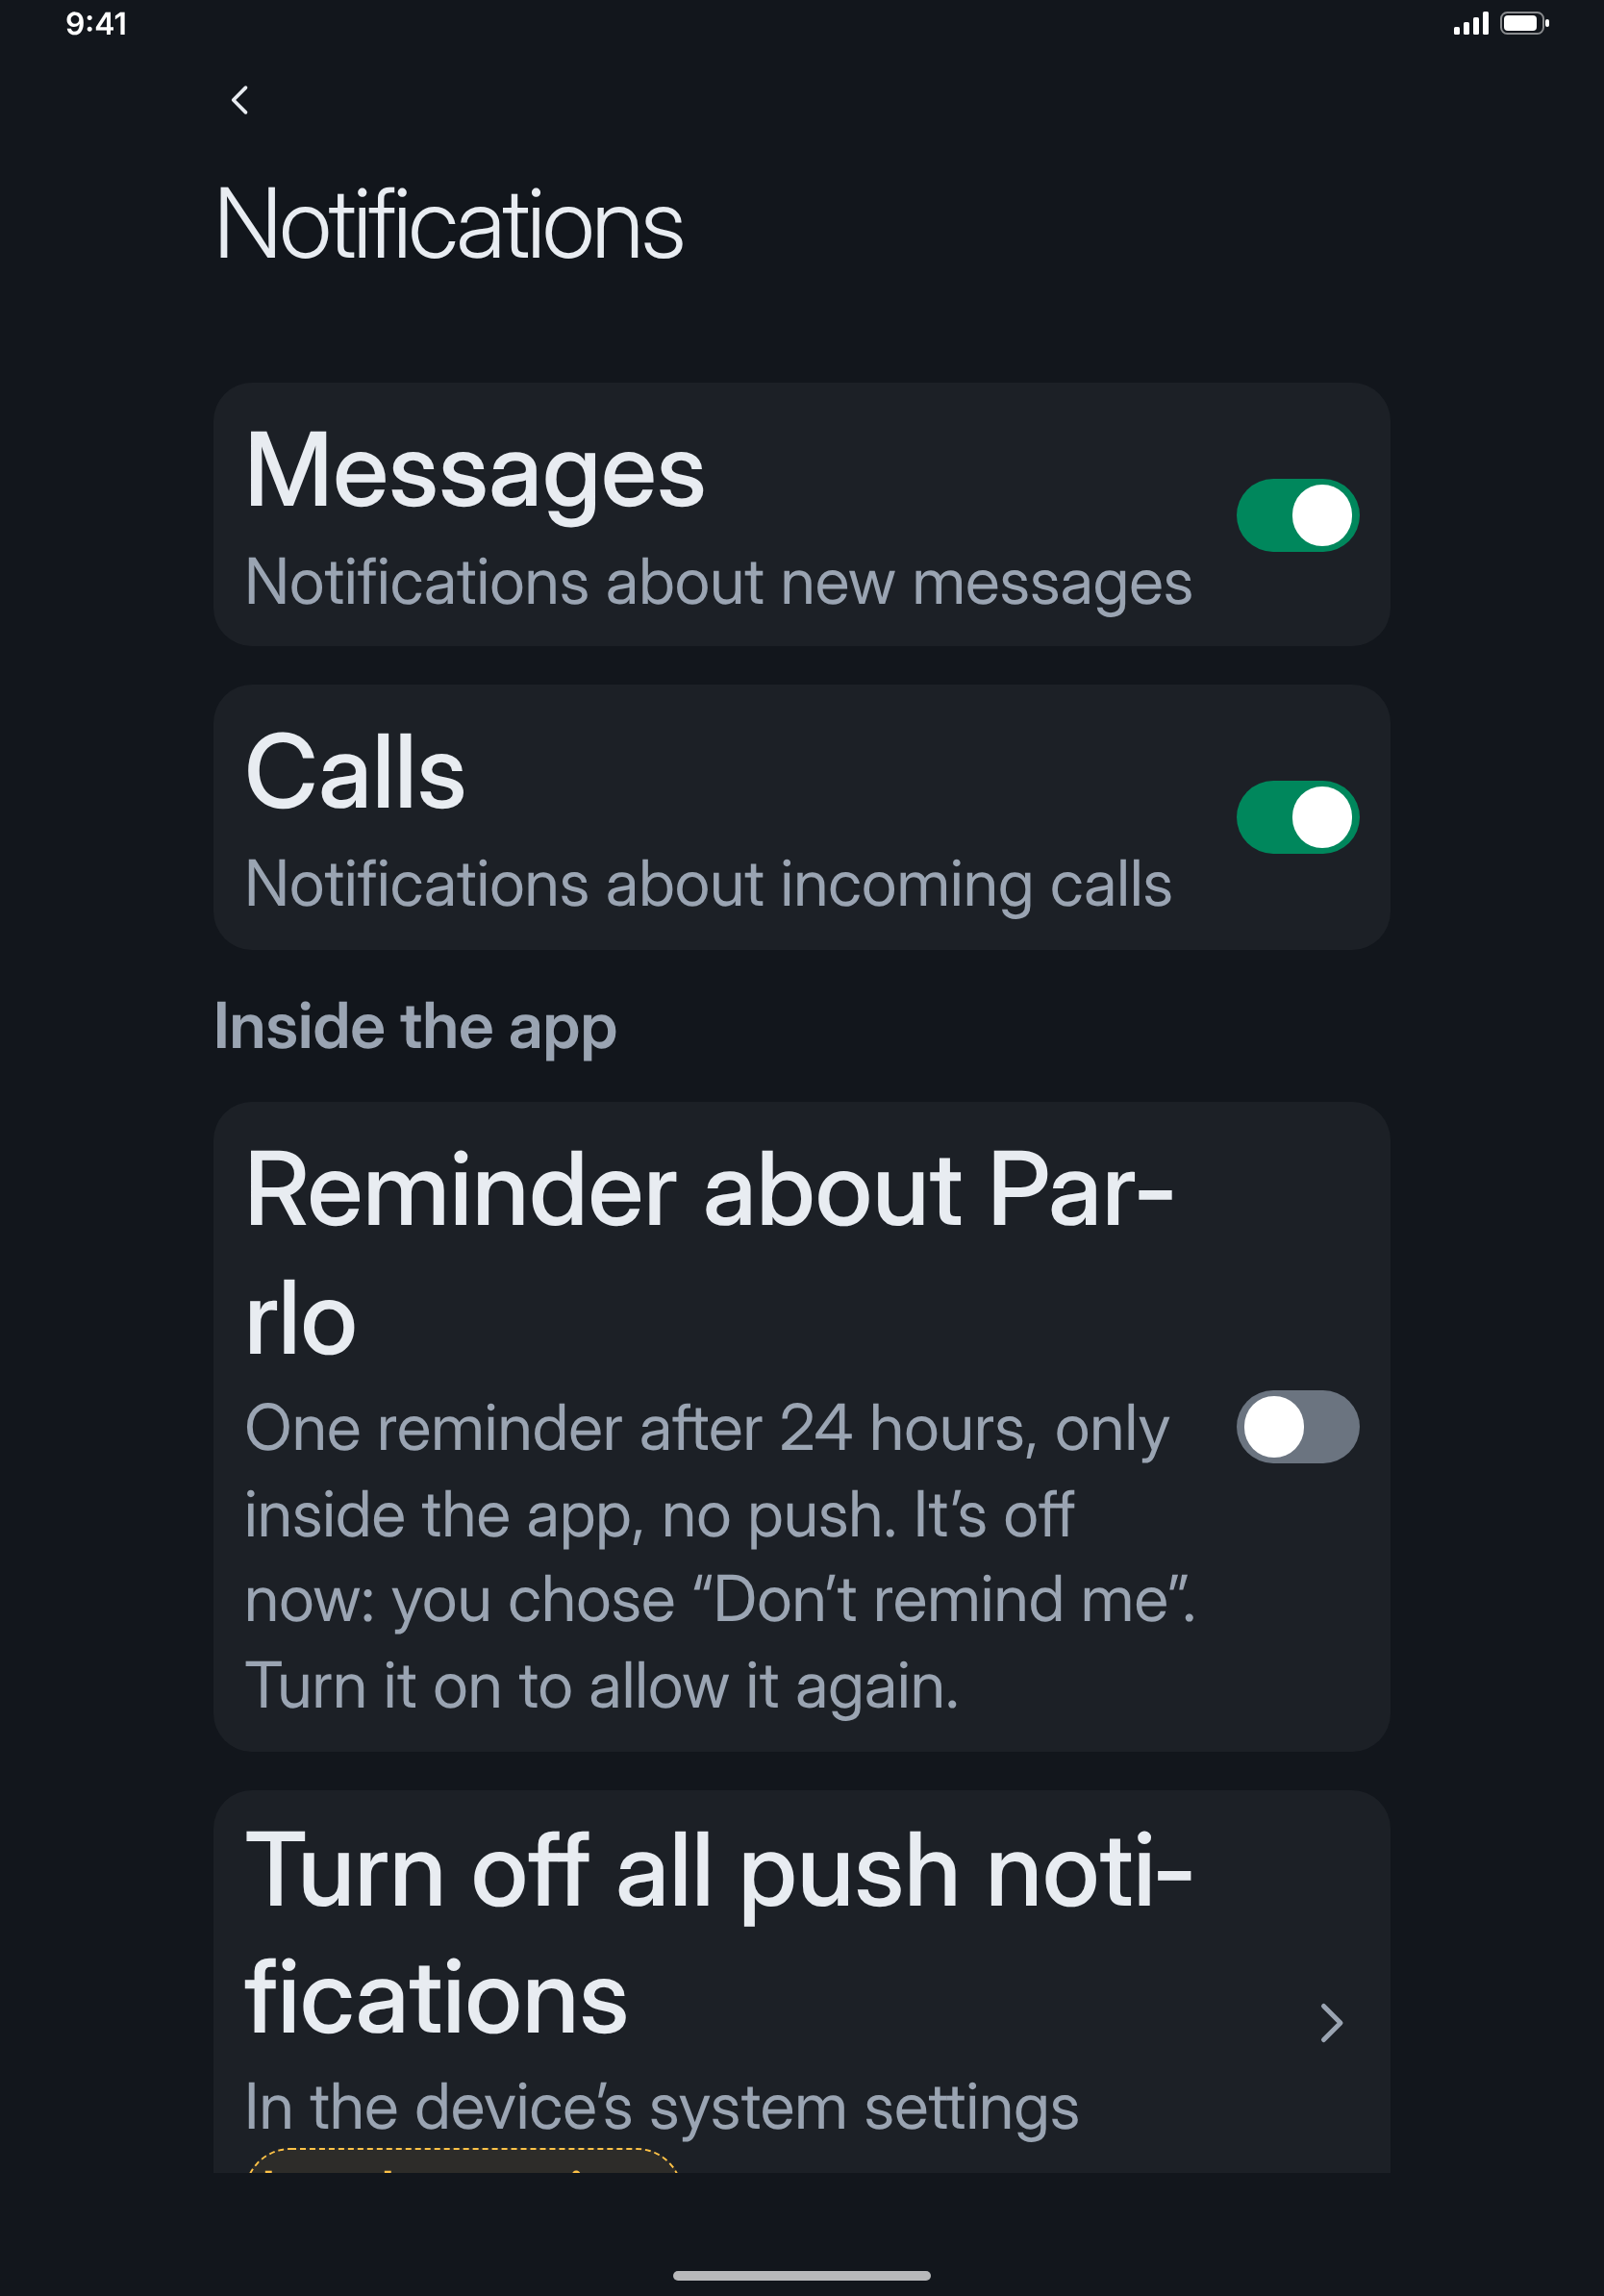 9:41
Notifications
Messages
Notifications about new messages
Calls
Notifications about incoming calls
Inside the app
Reminder about Par-
rlo
One reminder after 24 hours, only
inside the app, no push. It’s off
now: you chose “Don’t remind me”.
Turn it on to allow it again.
Turn off all push noti-
fications
In the device’s system settings